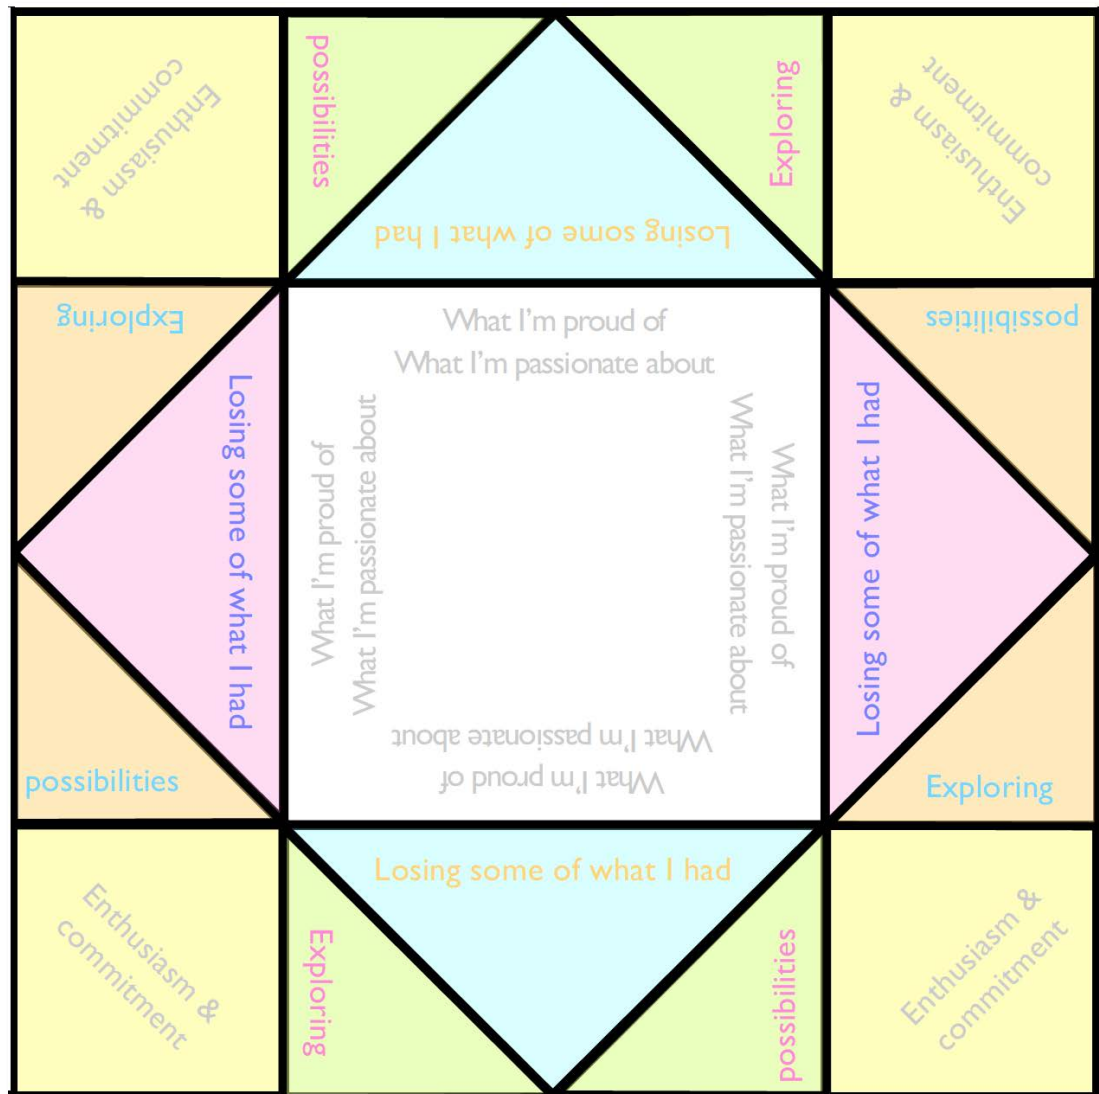 Enthusiasm &
commitment
possibilities
Exploring
Enthusiasm &
commitment
Losing some of what I had
Exploring
possibilities
What I'm proud of
What I'm passionate about
Losing some of what I had
What I'm proud of
What I'm passionate about
What I'm proud of
What I'm passionate about
Losing some of what I had
What I'm proud of
What I'm passionate about
possibilities
Exploring
Losing some of what I had
Enthusiasm &
commitment
Exploring
possibilities
Enthusiasm &
commitment